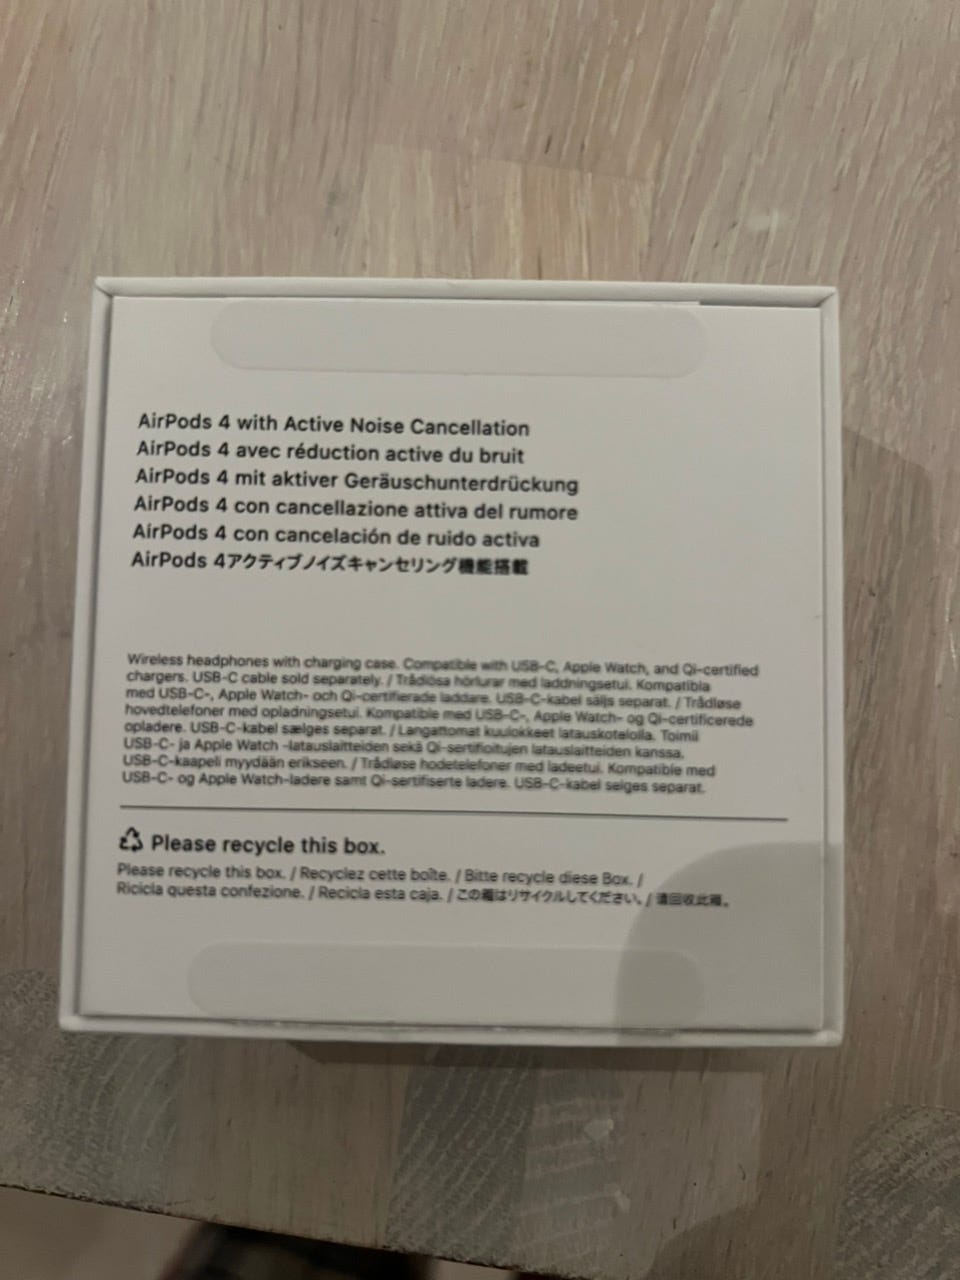 AirPods 4 with Active Noise Cancellation
AirPods 4 avec réduction active du bruit
AirPods 4 mit aktiver Geräuschunterdrückung
AirPods 4 con cancellazione attiva del rumore
AirPods 4 con cancelación de ruido activa
AirPods 4アクティブノイズキャンセリング機能搭載
Wireless headphones with charging case. Compatible with USB-C, Apple Watch, and Qi-certified
chargers. USB-C cable sold separately. / Trådlösa hörlurar med laddningsetui. Kompatibla
med USB-C-, Apple Watch- och Qi-certifierade laddare. USB-C-kabel säljs separat. / Trådløse
hovedtelefoner med opladningsetui. Kompatible med USB-C-, Apple Watch- og Qi-certificerede
opladere. USB-C-kabel sælges separat. / Langattomat kuulokkeet latauskotelolla. Toimii
USB-C- ja Apple Watch -latauslaitteiden sekä Qi-sertifioitujen latauslaitteiden kanssa.
USB-C-kaapeli myydään erikseen. / Trådløse hodetelefoner med ladeetui. Kompatible med
USB-C- og Apple Watch-ladere samt Qi-sertifiserte ladere. USB-C-kabel selges separat.
Please recycle this box.
Please recycle this box. / Recyclez cette boîte. / Bitte recycle diese Box. /
Ricicla questa confezione. / Recicla esta caja. / この箱はリサイクルしてください。/ 请回收此箱。